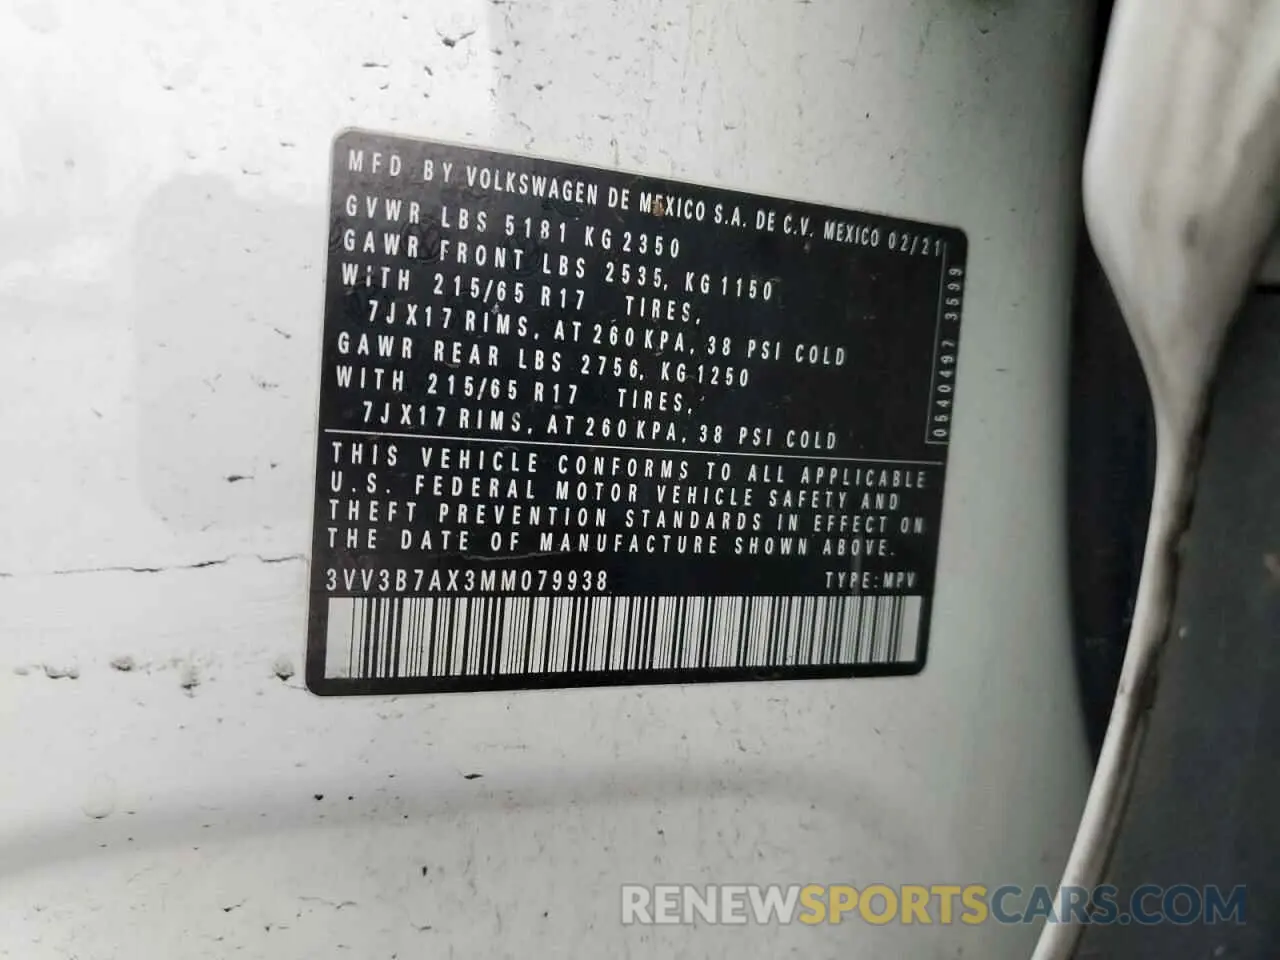 MFD BY VOLKSWAGEN DE MEXICO S.A. DE C.V. MEXICO 02/21
GVWR LBS 5181 KG 2350
GAWR FRONT LBS 2535, KG 1150
WITH 215/65 R17 TIRES,
7JX17 RIMS, AT 260 KPA, 38 PSI COLD
GAWR REAR LBS 2756, KG 1250
WITH 215/65 R17 TIRES,
7JX17 RIMS, AT 260 KPA, 38 PSI COLD
0540497 3599
THIS VEHICLE CONFORMS TO ALL APPLICABLE
U.S. FEDERAL MOTOR VEHICLE SAFETY AND
THEFT PREVENTION STANDARDS IN EFFECT ON
THE DATE OF MANUFACTURE SHOWN ABOVE.
3VV3B7AX3MM079938 TYPE: MPV
RENEWSPORTSCARS.COM